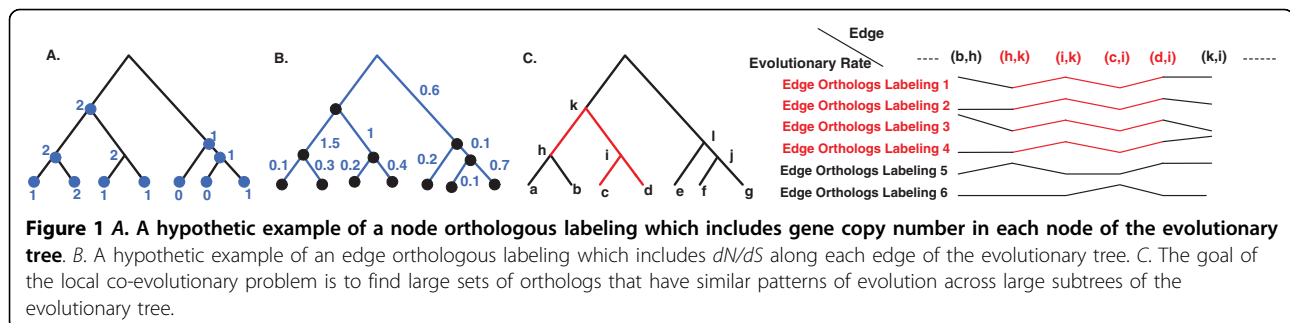 A.
2
1
2
2
1
1
2
1
1
0
0
1
B.
0.6
1.5
1
0.1
0.1
0.3
0.2
0.4
0.2
0.7
0.1
C.
k
l
h
i
j
a
b
c
d
e
f
g
Edge
Evolutionary Rate
(b,h) (h,k) (i,k) (c,i) (d,i) (k,i)
Edge Orthologs Labeling 1
Edge Orthologs Labeling 2
Edge Orthologs Labeling 3
Edge Orthologs Labeling 4
Edge Orthologs Labeling 5
Edge Orthologs Labeling 6
Figure 1 A. A hypothetic example of a node orthologous labeling which includes gene copy number in each node of the evolutionary
tree. B. A hypothetic example of an edge orthologous labeling which includes dN/dS along each edge of the evolutionary tree. C. The goal of
the local co-evolutionary problem is to find large sets of orthologs that have similar patterns of evolution across large subtrees of the
evolutionary tree.